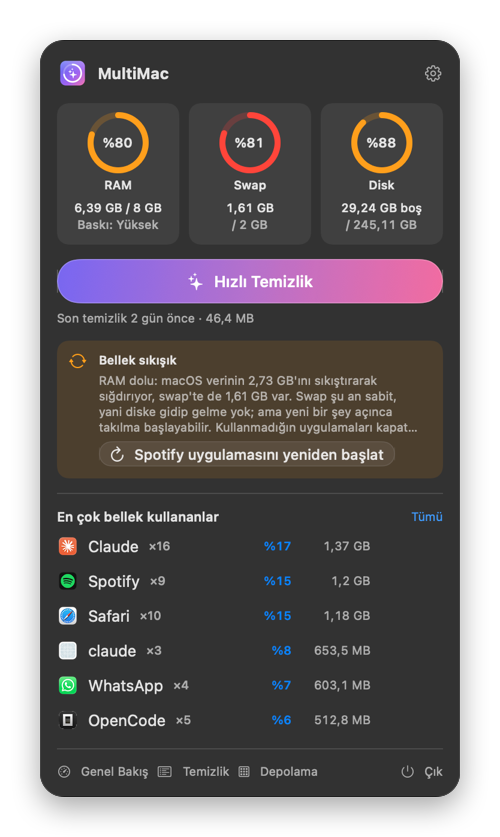 MultiMac
%80
%81
%88
RAM
Swap
Disk
6,39 GB / 8 GB
1,61 GB
29,24 GB boş
Baskı: Yüksek
/ 2 GB
/ 245,11 GB
Hızlı Temizlik
Son temizlik 2 gün önce · 46,4 MB
Bellek sıkışık
RAM dolu: macOS verinin 2,73 GB'ını sıkıştırarak
sığdırıyor, swap'te de 1,61 GB var. Swap şu an sabit,
yani diske gidip gelme yok; ama yeni bir şey açınca
takılma başlayabilir. Kullanmadığın uygulamaları kapat...
Spotify uygulamasını yeniden başlat
En çok bellek kullananlar Tümü
Claude ×16 %17 1,37 GB
Spotify ×9 %15 1,2 GB
Safari ×10 %15 1,18 GB
claude ×3 %8 653,5 MB
WhatsApp ×4 %7 603,1 MB
OpenCode ×5 %6 512,8 MB
Genel Bakış Temizlik Depolama Çık